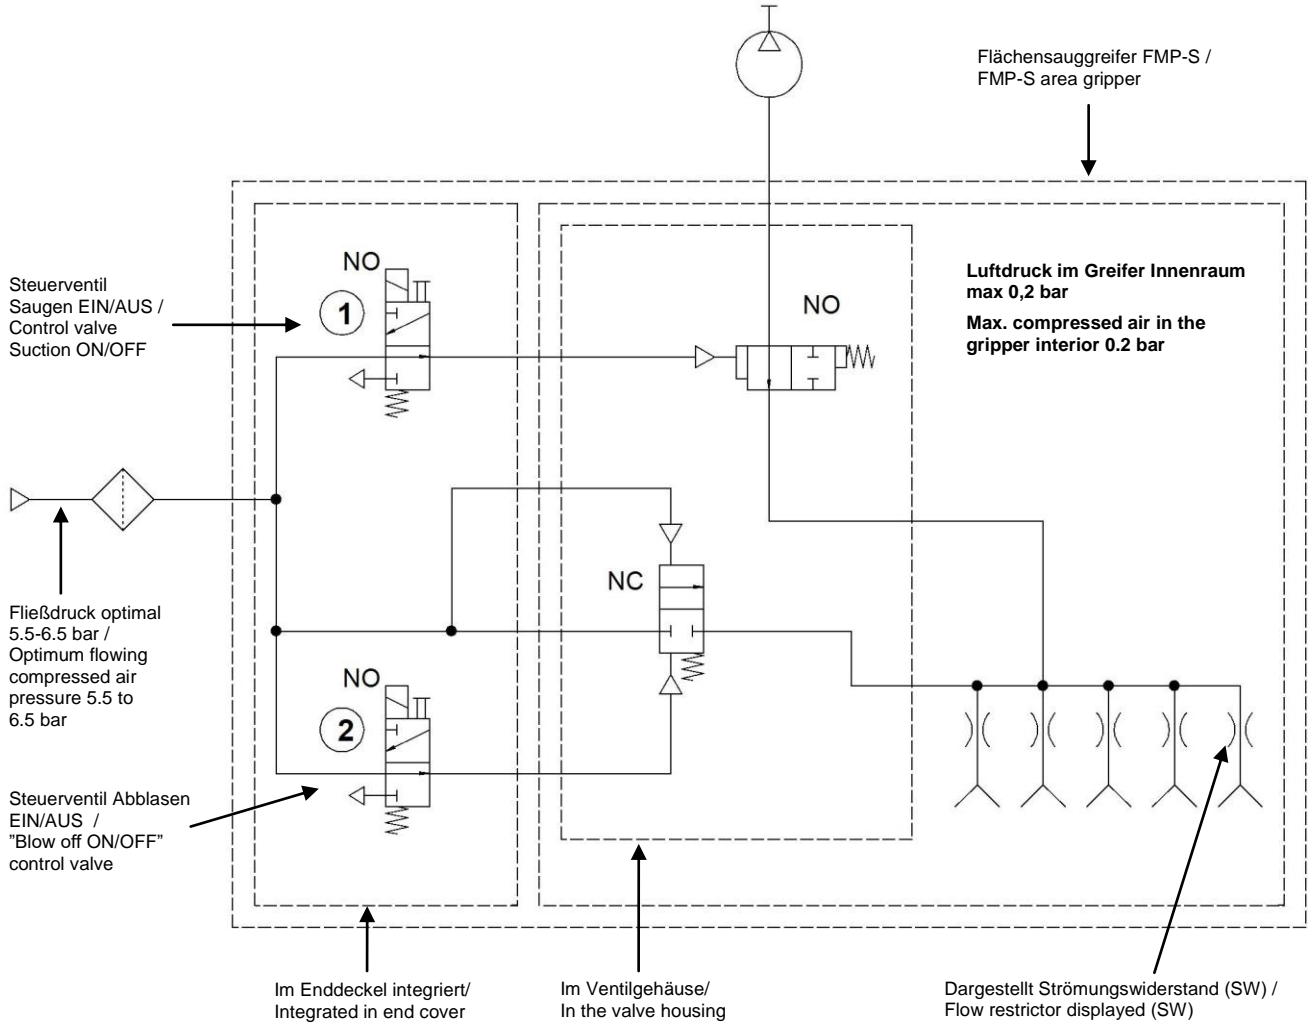 Flächensauggreifer FMP-S /
FMP-S area gripper
NO
Steuerventil
Saugen EIN/AUS /
Control valve
Suction ON/OFF
1
NO
Luftdruck im Greifer Innenraum
max 0,2 bar
Max. compressed air in the
gripper interior 0.2 bar
NC
Fließdruck optimal
5.5-6.5 bar /
Optimum flowing
compressed air
pressure 5.5 to
6.5 bar
NO
2
Steuerventil Abblasen
EIN/AUS /
”Blow off ON/OFF”
control valve
Im Enddeckel integriert/
Integrated in end cover
Im Ventilgehäuse/
In the valve housing
Dargestellt Strömungswiderstand (SW) /
Flow restrictor displayed (SW)